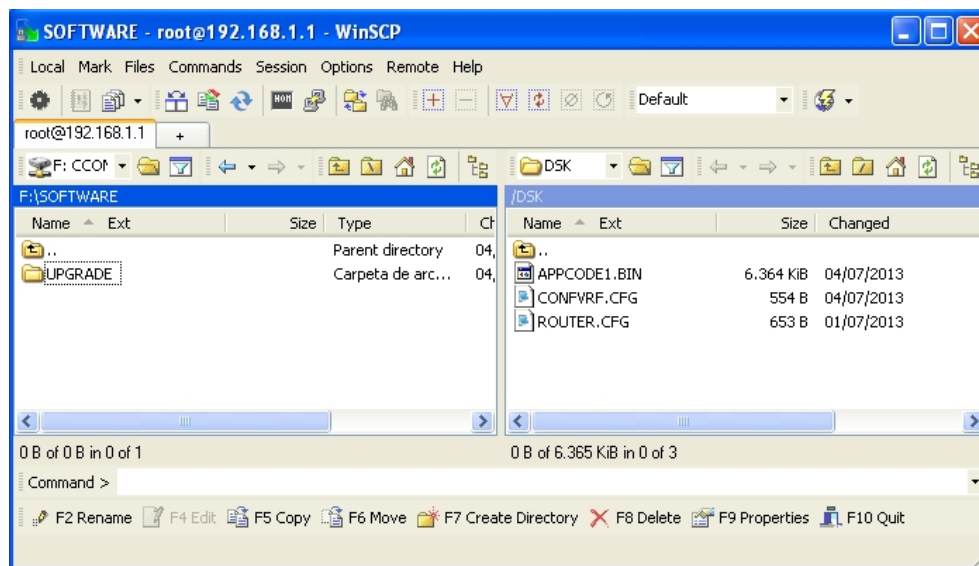 SOFTWARE - root@192.168.1.1 - WinSCP
Local Mark Files Commands Session Options Remote Help
Default
root@192.168.1.1 +
F: CCO DSK
F:\SOFTWARE /DSK
Name Ext Size Type Ch Name Ext Size Changed
.. Parent directory 04, ..
UPGRADE Carpeta de arc... 04, APPCODE1.BIN 6.364 KiB 04/07/2013
CONFVRF.CFG 554 B 04/07/2013
ROUTER.CFG 653 B 01/07/2013
0 B of 0 B in 0 of 1 0 B of 6.365 KiB in 0 of 3
Command >
F2 Rename F4 Edit F5 Copy F6 Move F7 Create Directory F8 Delete F9 Properties F10 Quit